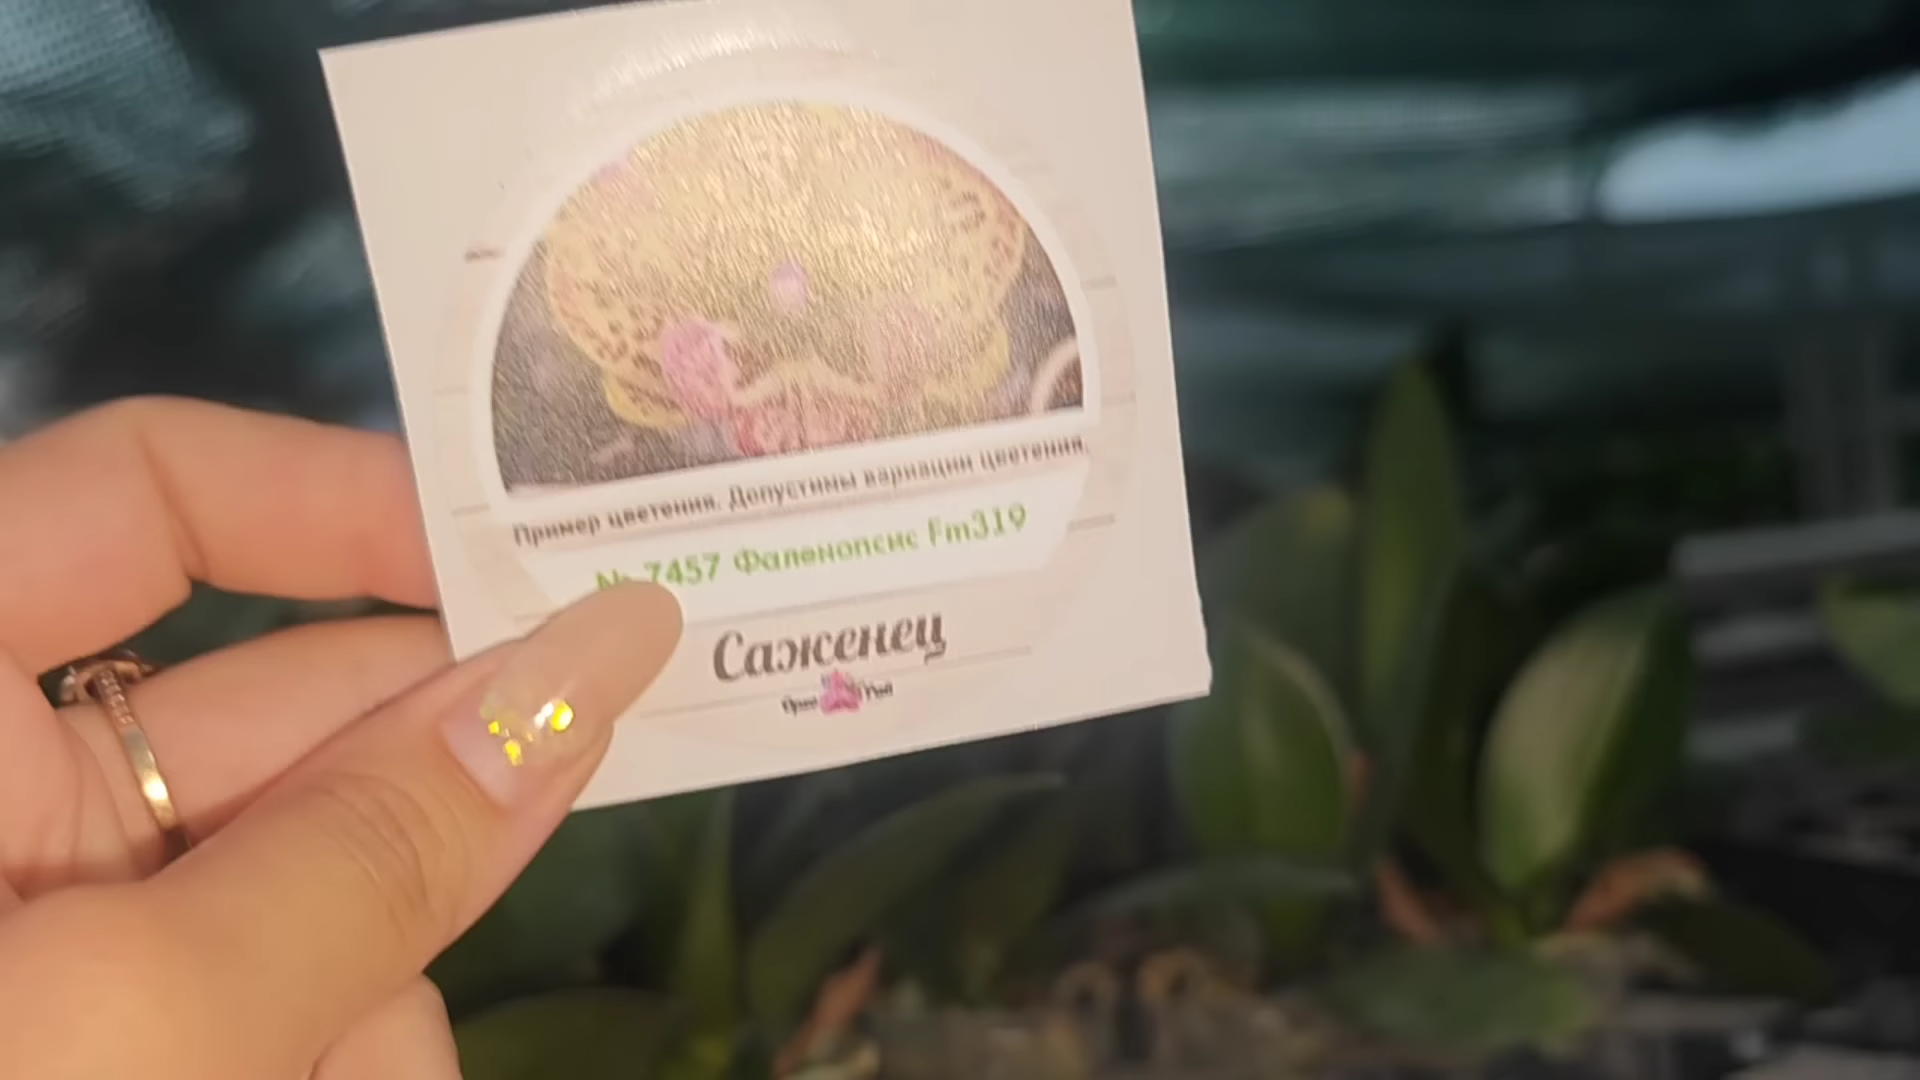 Пример цветения. Допустимы вариации цветения.
№ 7457 Фаленопсис Fm319
Саженец